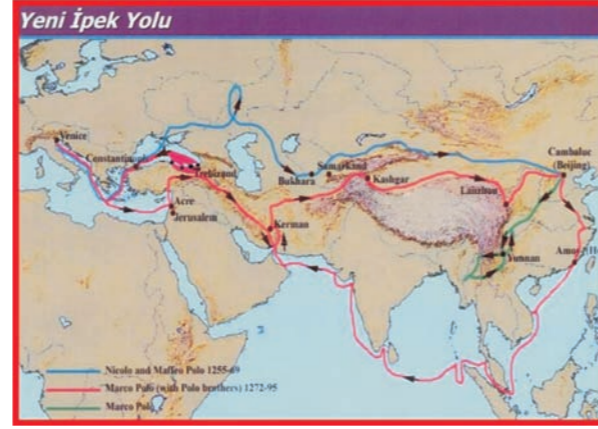 Yeni İpek Yolu
Venice
Constantin
Trebizond
Acre
Jerusalem
Bukhara
Samarkand
Kashgar
Kerman
Lanzhou
Cambaluc
(Beijing)
Yunnan
Nicolo and Maffeo Polo 1255-69
Marco Polo (with Polo brothers) 1272-95
Marco Polo